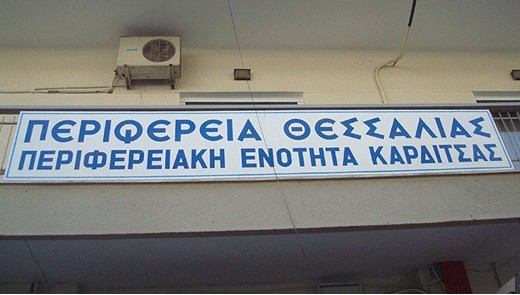 ΠΕΡΙΦΕΡΕΙΑ ΘΕΣΣΑΛΙΑΣ
ΠΕΡΙΦΕΡΕΙΑΚΗ ΕΝΟΤΗΤΑ ΚΑΡΔΙΤΣΑΣ